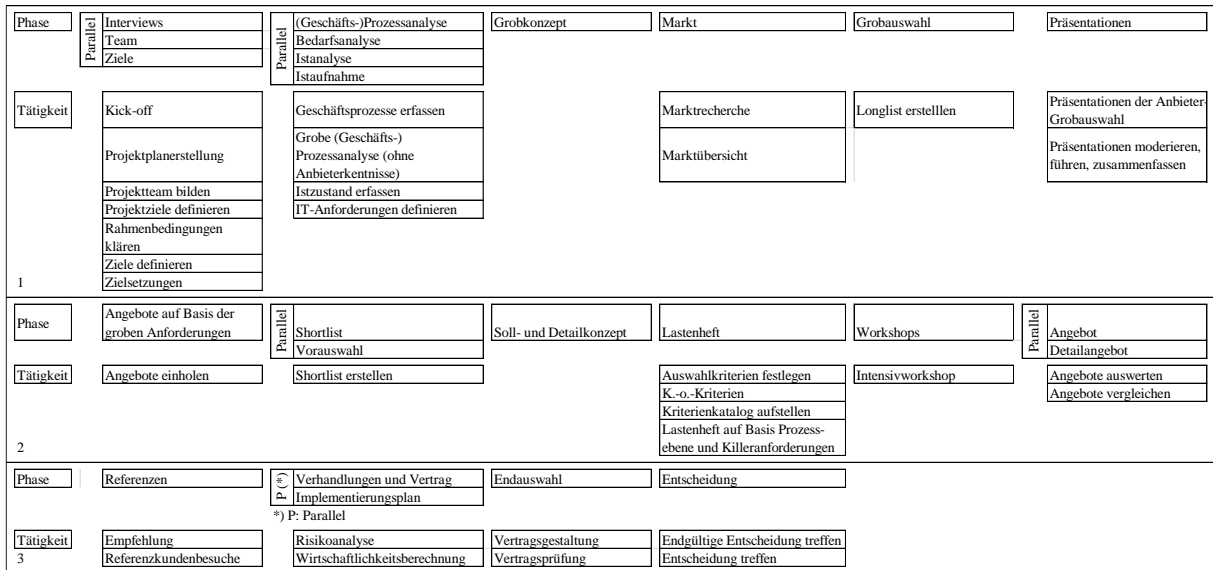 Phase
Parallel
Interviews
Team
Ziele
Parallel
(Geschäfts-)Prozessanalyse
Bedarfsanalyse
Istanalyse
Istaufnahme
Grobkonzept
Markt
Grobauswahl
Präsentationen
Tätigkeit
Kick-off
Projektplanerstellung
Projektteam bilden
Projektziele definieren
Rahmenbedingungen
klären
Ziele definieren
Zielsetzungen
Geschäftsprozesse erfassen
Grobe (Geschäfts-)
Prozessanalyse (ohne
Anbieterkentnisse)
Istzustand erfassen
IT-Anforderungen definieren
Marktrecherche
Marktübersicht
Longlist erstelllen
Präsentationen der Anbieter-
Grobauswahl
Präsentationen moderieren,
führen, zusammenfassen
1
Phase
Angebote auf Basis der
groben Anforderungen
Parallel
Shortlist
Vorauswahl
Soll- und Detailkonzept
Lastenheft
Workshops
Parallel
Angebot
Detailangebot
Tätigkeit
Angebote einholen
Shortlist erstellen
Auswahlkriterien festlegen
K.-o.-Kriterien
Kriterienkatalog aufstellen
Lastenheft auf Basis Prozess-
ebene und Killeranforderungen
Intensivworkshop
Angebote auswerten
Angebote vergleichen
2
Phase
Referenzen
P (*)
Verhandlungen und Vertrag
Implementierungsplan
*) P: Parallel
Endauswahl
Entscheidung
Tätigkeit
Empfehlung
Referenzkundenbesuche
Risikoanalyse
Wirtschaftlichkeitsberechnung
Vertragsgestaltung
Vertragsprüfung
Endgültige Entscheidung treffen
Entscheidung treffen
3